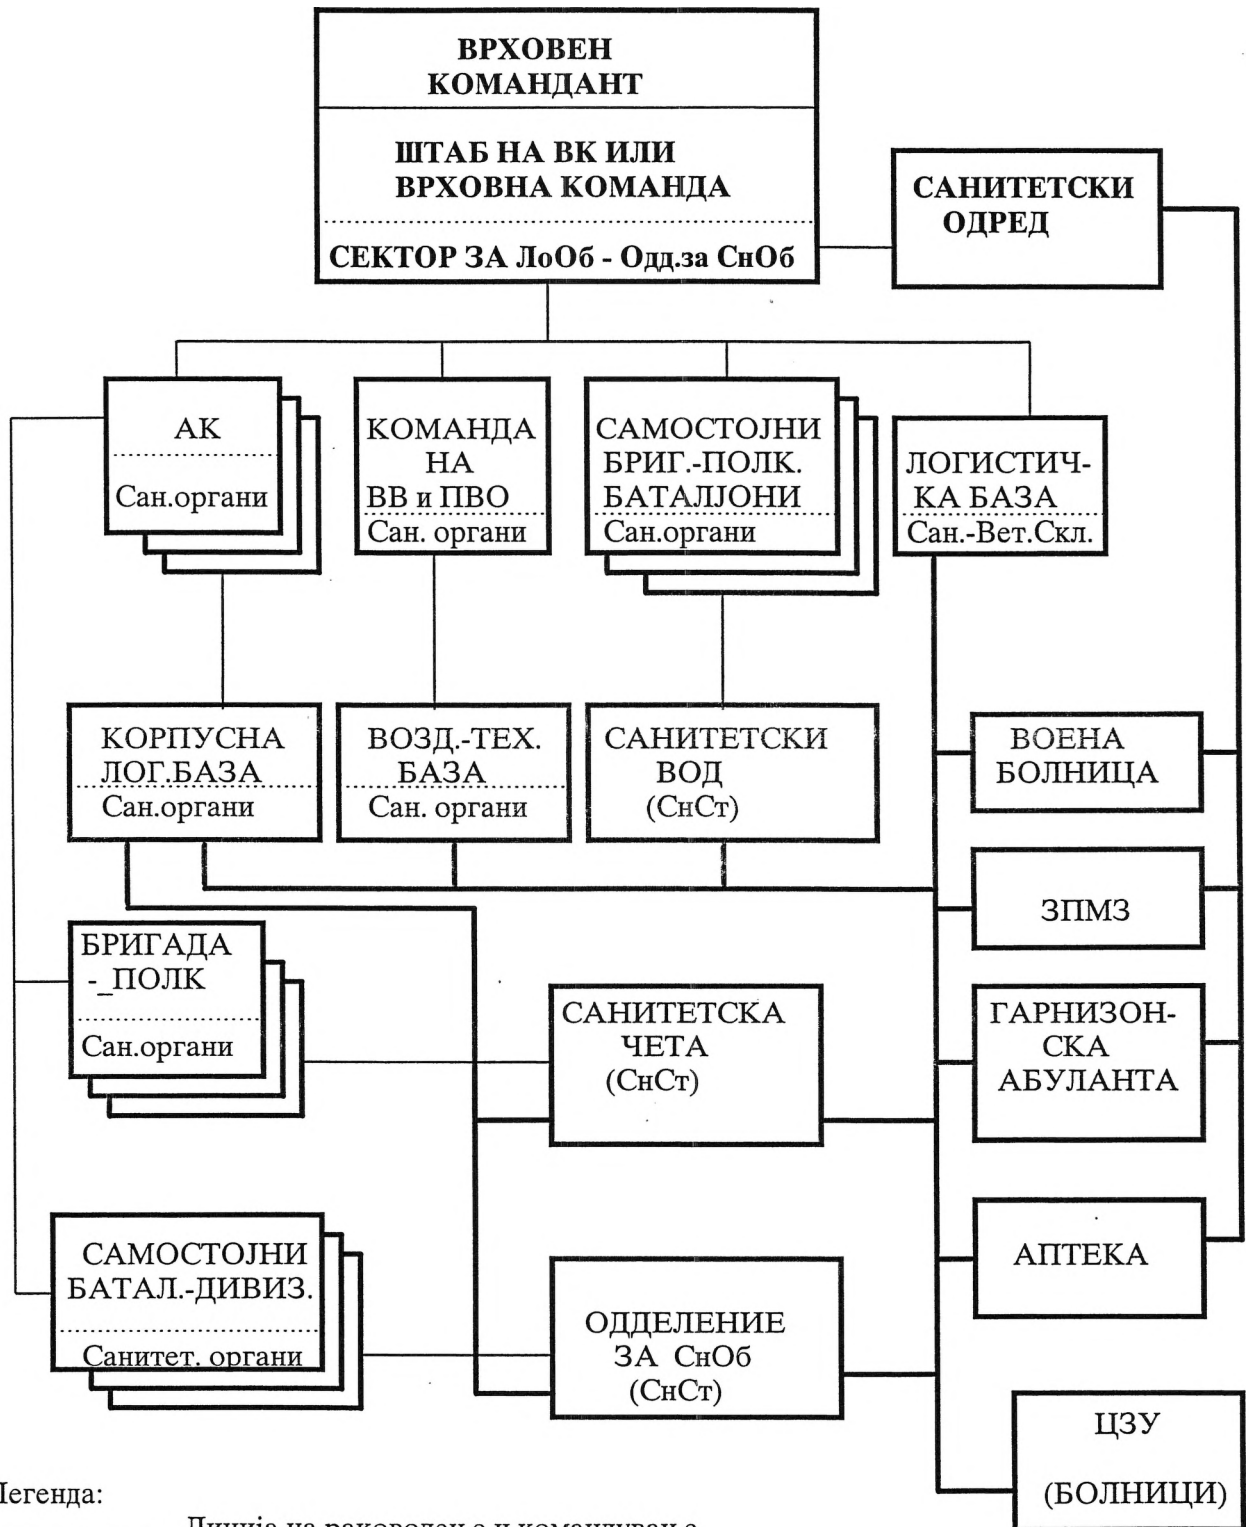 ВРХОВЕН
КОМАНДАНТ
ШТАБ НА ВК ИЛИ
ВРХОВНА КОМАНДА
СЕКТОР ЗА ЛоОб - Одд.за СнОб
САНИТЕТСКИ
ОДРЕД
АК
Сан.органи
КОМАНДА
НА
ВВ и ПВО
Сан. органи
САМОСТОЈНИ
БРИГ.-ПОЛК.
БАТАЛЈОНИ
Сан.органи
ЛОГИСТИЧ-
КА БАЗА
Сан.-Вет.Скл.
КОРПУСНА
ЛОГ.БАЗА
Сан.органи
ВОЗД.-ТЕХ.
БАЗА
Сан. органи
САНИТЕТСКИ
ВОД
(СнСт)
ВОЕНА
БОЛНИЦА
ЗПМЗ
БРИГАДА
-_ПОЛК
Сан.органи
САНИТЕТСКА
ЧЕТА
(СнСт)
ГАРНИЗОН-
СКА
АБУЛАНТА
САМОСТОЈНИ
БАТАЛ.-ДИВИЗ.
Санитет. органи
ОДДЕЛЕНИЕ
ЗА СнОб
(СнСт)
АПТЕКА
ЦЗУ
(БОЛНИЦИ)
Легенда: